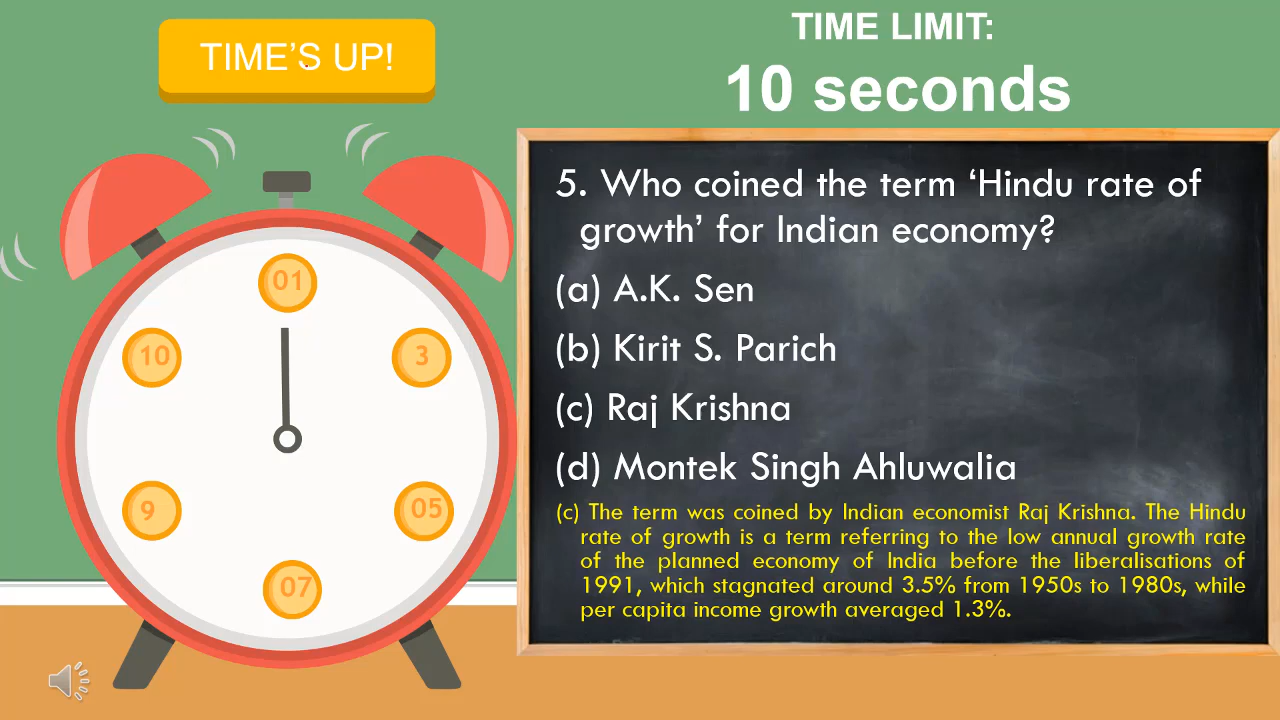 TIME'S UP!
TIME LIMIT:
10 seconds
01
10
3
9
05
07
5. Who coined the term ‘Hindu rate of
growth’ for Indian economy?
(a) A.K. Sen
(b) Kirit S. Parich
(c) Raj Krishna
(d) Montek Singh Ahluwalia
(c) The term was coined by Indian economist Raj Krishna. The Hindu
rate of growth is a term referring to the low annual growth rate
of the planned economy of India before the liberalisations of
1991, which stagnated around 3.5% from 1950s to 1980s, while
per capita income growth averaged 1.3%.